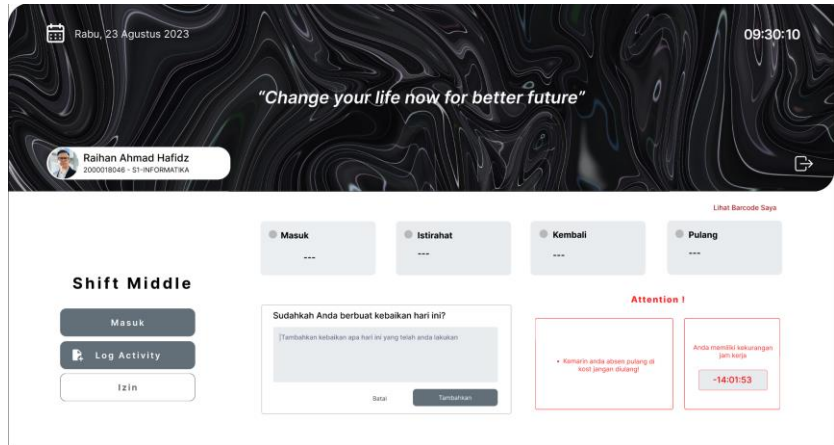 Rabu, 23 Agustus 2023
09:30:10
“Change your life now for better future”
Raihan Ahmad Hafidz
2000018046 - S1-INFORMATIKA
Lihat Barcode Saya
Masuk
---
Istirahat
---
Kembali
---
Pulang
---
Shift Middle
Masuk
Log Activity
Izin
Sudahkah Anda berbuat kebaikan hari ini?
Tambahkan kebaikan apa hari ini yang telah anda lakukan
Batal
Tambahkan
Attention !
• Kemarin anda absen pulang di
kost jangan diulang!
Anda memiliki kekurangan
jam kerja
-14:01:53